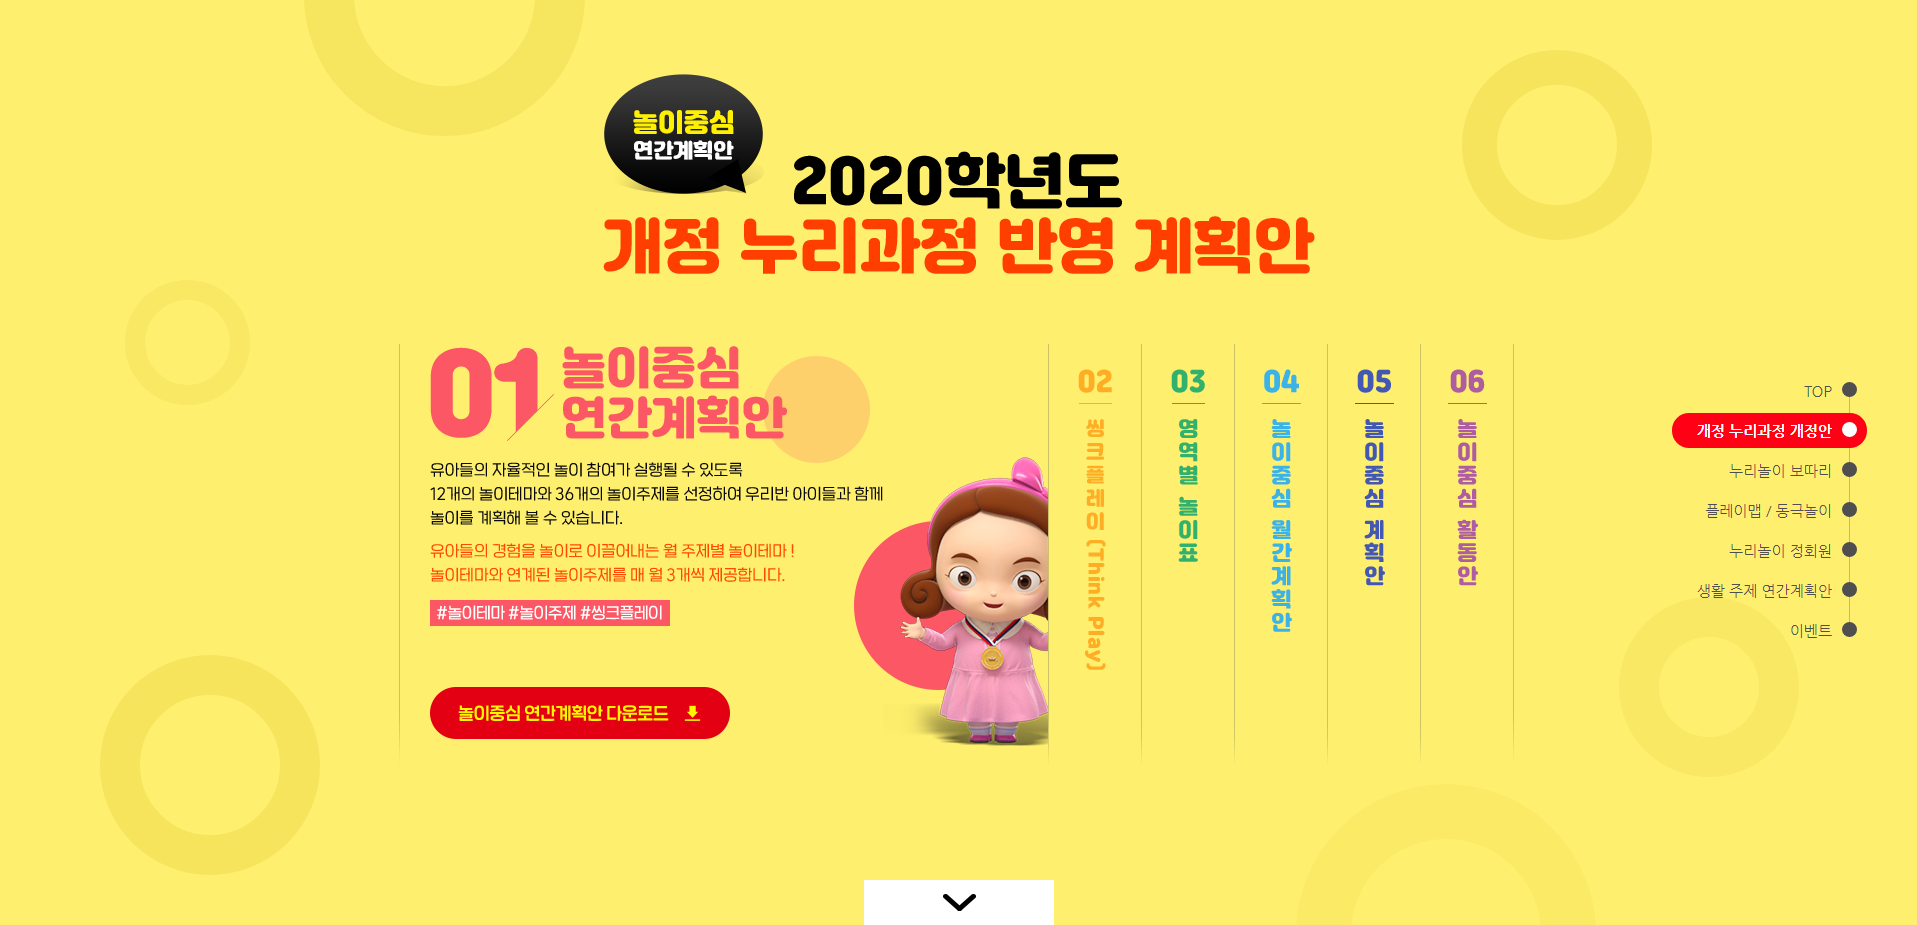 놀이중심
연간계획안
2020학년도
개정 누리과정 반영 계획안
01
놀이중심
연간계획안
유아들의 자율적인 놀이 참여가 실행될 수 있도록
12개의 놀이테마와 36개의 놀이주제를 선정하여 우리반 아이들과 함께
놀이를 계획해 볼 수 있습니다.
유아들의 경험을 놀이로 이끌어내는 월 주제별 놀이테마 !
놀이테마와 연계된 놀이주제를 매 월 3개씩 제공합니다.
#놀이테마 #놀이주제 #씽크플레이
놀이중심 연간계획안 다운로드
02
씽크플레이 (Think Play)
03
영역별 놀이표
04
놀이중심 월간계획안
05
놀이중심 계획안
06
놀이중심 활동안
TOP
개정 누리과정 개정안
누리놀이 보따리
플레이맵 / 동극놀이
누리놀이 정회원
생활 주제 연간계획안
이벤트